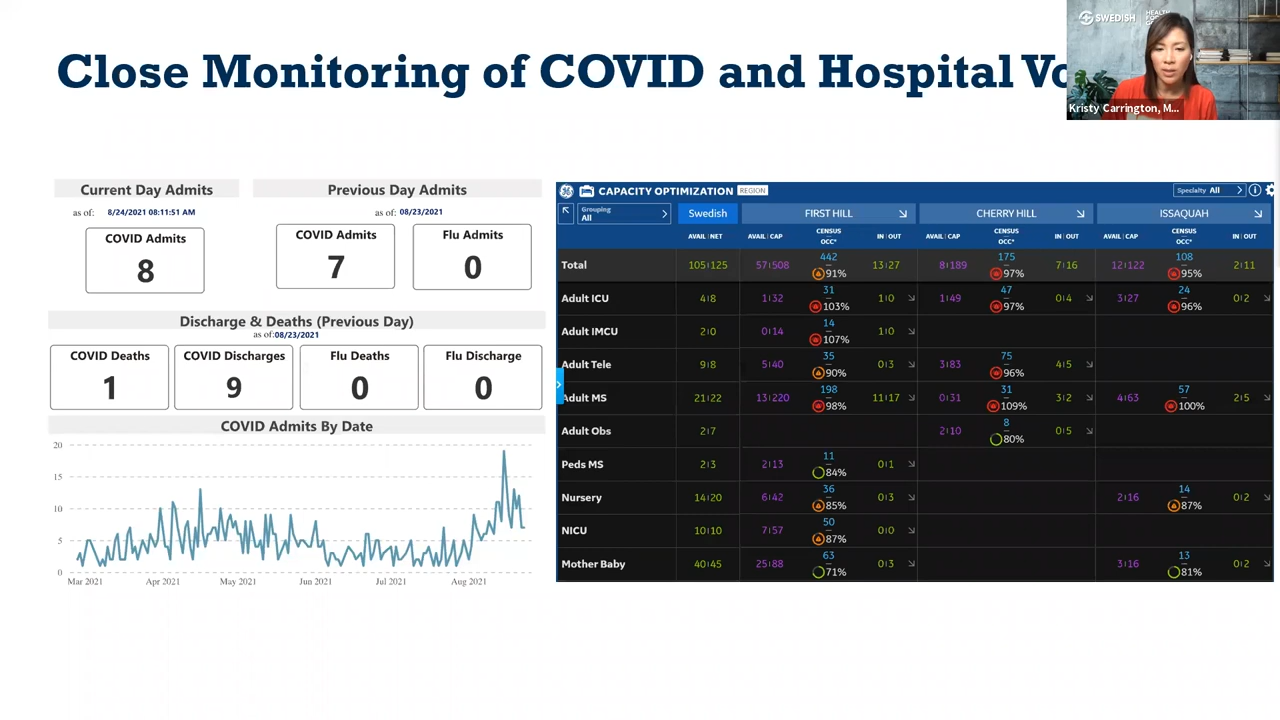 Close Monitoring of COVID and Hospital Vo
SWEDISH
Kristy Carrington, M...
Current Day Admits
as of: 8/24/2021 08:11:51 AM
COVID Admits
8
Previous Day Admits
as of: 08/23/2021
COVID Admits
7
Flu Admits
0
Discharge & Deaths (Previous Day)
as of:08/23/2021
COVID Deaths
1
COVID Discharges
9
Flu Deaths
0
Flu Discharge
0
COVID Admits By Date
20
15
10
5
0
Mar 2021 Apr 2021 May 2021 Jun 2021 Jul 2021 Aug 2021
CAPACITY OPTIMIZATION REGION
Specialty All
Grouping
All
Swedish FIRST HILL CHERRY HILL ISSAQUAH
AVAIL | NET AVAIL | CAP CENSUS OCC* IN | OUT AVAIL | CAP CENSUS OCC* IN | OUT AVAIL | CAP CENSUS OCC* IN | OUT
Total 105|125 57|508 442 91% 13|27 8|189 175 97% 7|16 12|122 108 95% 2|11
Adult ICU 4|8 1|32 31 103% 1|0 1|49 47 97% 0|4 3|27 24 96% 0|2
Adult IMCU 2|0 0|14 14 107% 1|0
Adult Tele 9|8 5|40 35 90% 0|3 3|83 75 96% 4|5
Adult MS 21|22 13|220 198 98% 11|17 0|31 31 109% 3|2 4|63 57 100% 2|5
Adult Obs 2|7 2|10 8 80% 0|5
Peds MS 2|3 2|13 11 84% 0|1
Nursery 14|20 6|42 36 85% 0|3 2|16 14 87% 0|2
NICU 10|10 7|57 50 87% 0|0
Mother Baby 40|45 25|88 63 71% 0|3 3|16 13 81% 0|2